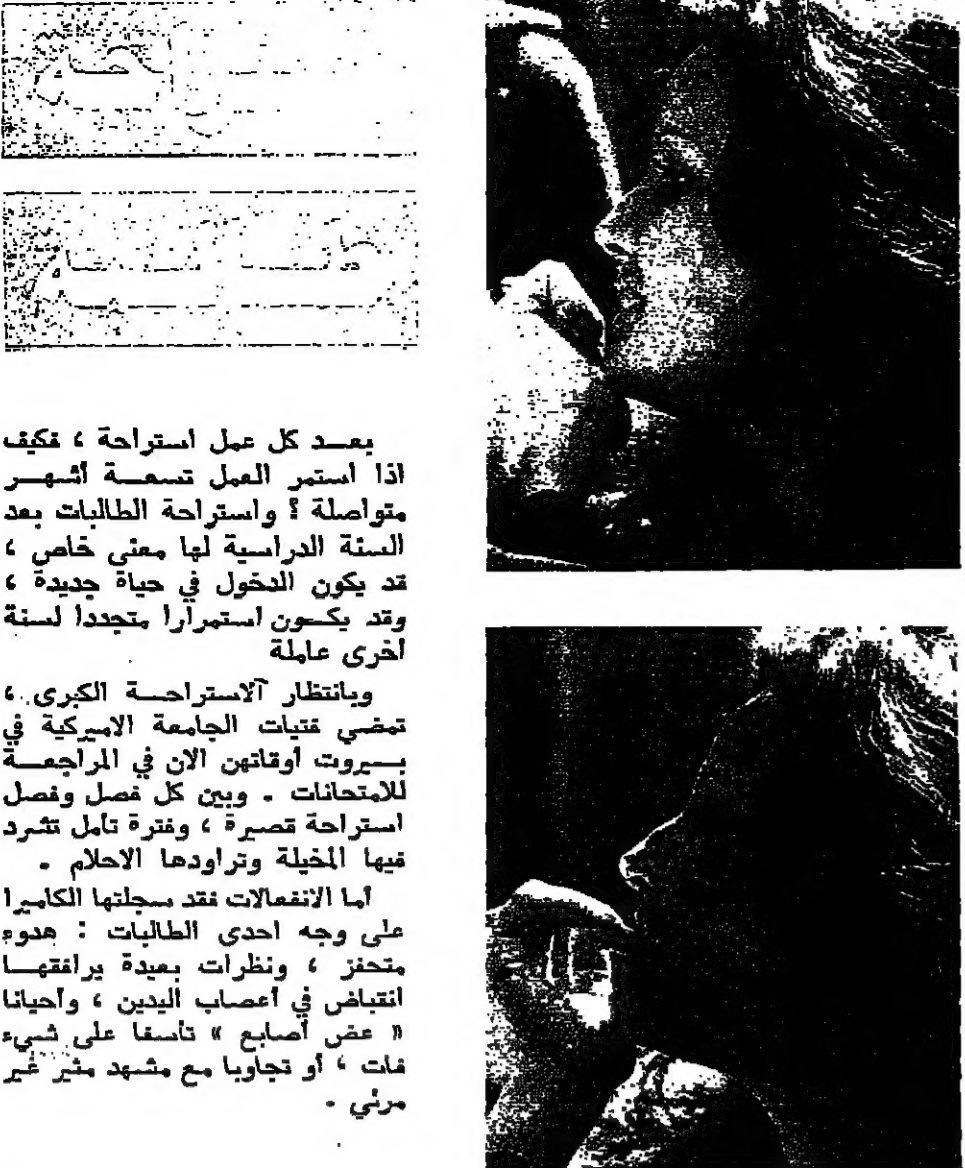 بعد كل عمل استراحة ، فكيف
اذا استمر العمل تسعة أشهر
متواصلة ؟ واستراحة الطالبات بعد
السنة الدراسية لها معنى خاص ،
قد يكون الدخول في حياة جديدة ،
وقد يكون استمرارا متجددا لسنة
أخرى عاملة
وبانتظار الاستراحة الكبرى ،
تمضي فتيات الجامعة الاميركية في
بيروت أوقاتهن الان في المراجعة
للامتحانات . وبين كل فصل وفصل
استراحة قصيرة ، وفترة تأمل تشرد
فيها المخيلة وتراودها الاحلام .
أما الانفعالات فقد سجلتها الكاميرا
على وجه احدى الطالبات : هدوء
متحفز ، ونظرات بعيدة يرافقها
انتباض في أعصاب اليدين ، وأحيانا
« عض أصابع » تأسفا على شيء
فات ، أو تجاوبا مع مشهد مثير غير
مرئي .